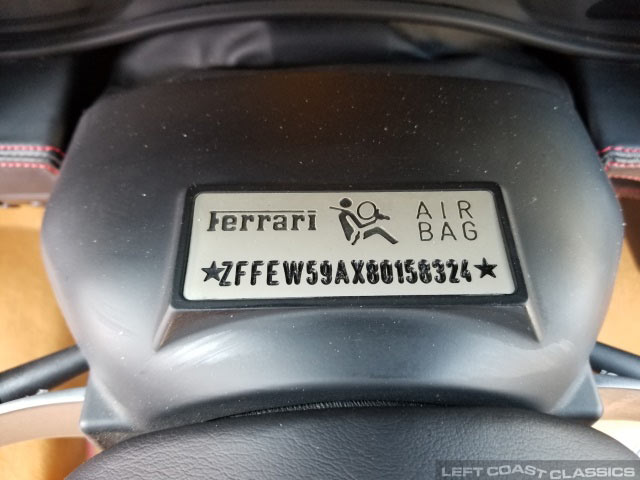 Ferrari AIR
BAG
★ZFFEW59AX80158324★
LEFT COAST CLASSICS